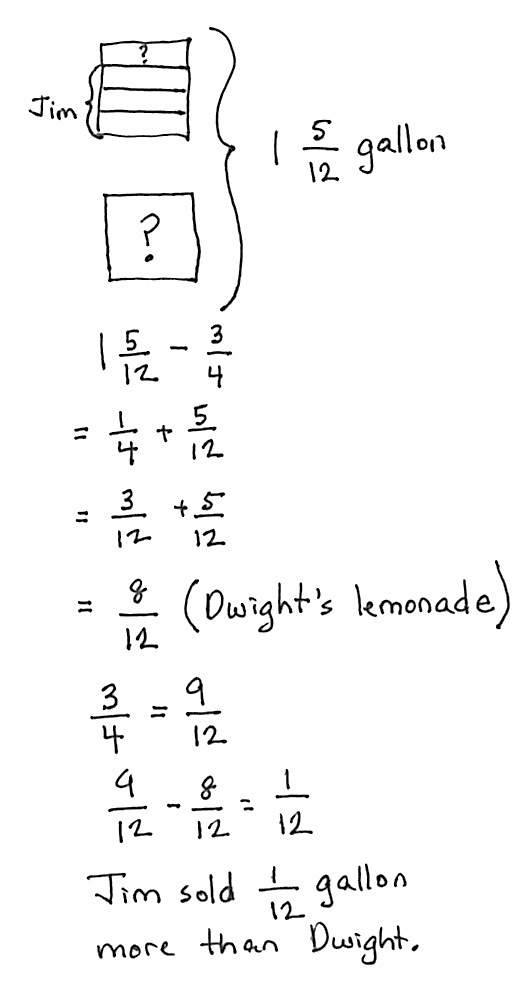 ?
Jim
1 5/12 gallon
?
1 5/12 - 3/4
= 1/4 + 5/12
= 3/12 + 5/12
= 8/12 (Dwight's lemonade)
3/4 = 9/12
9/12 - 8/12 = 1/12
Jim sold 1/12 gallon
more than Dwight.